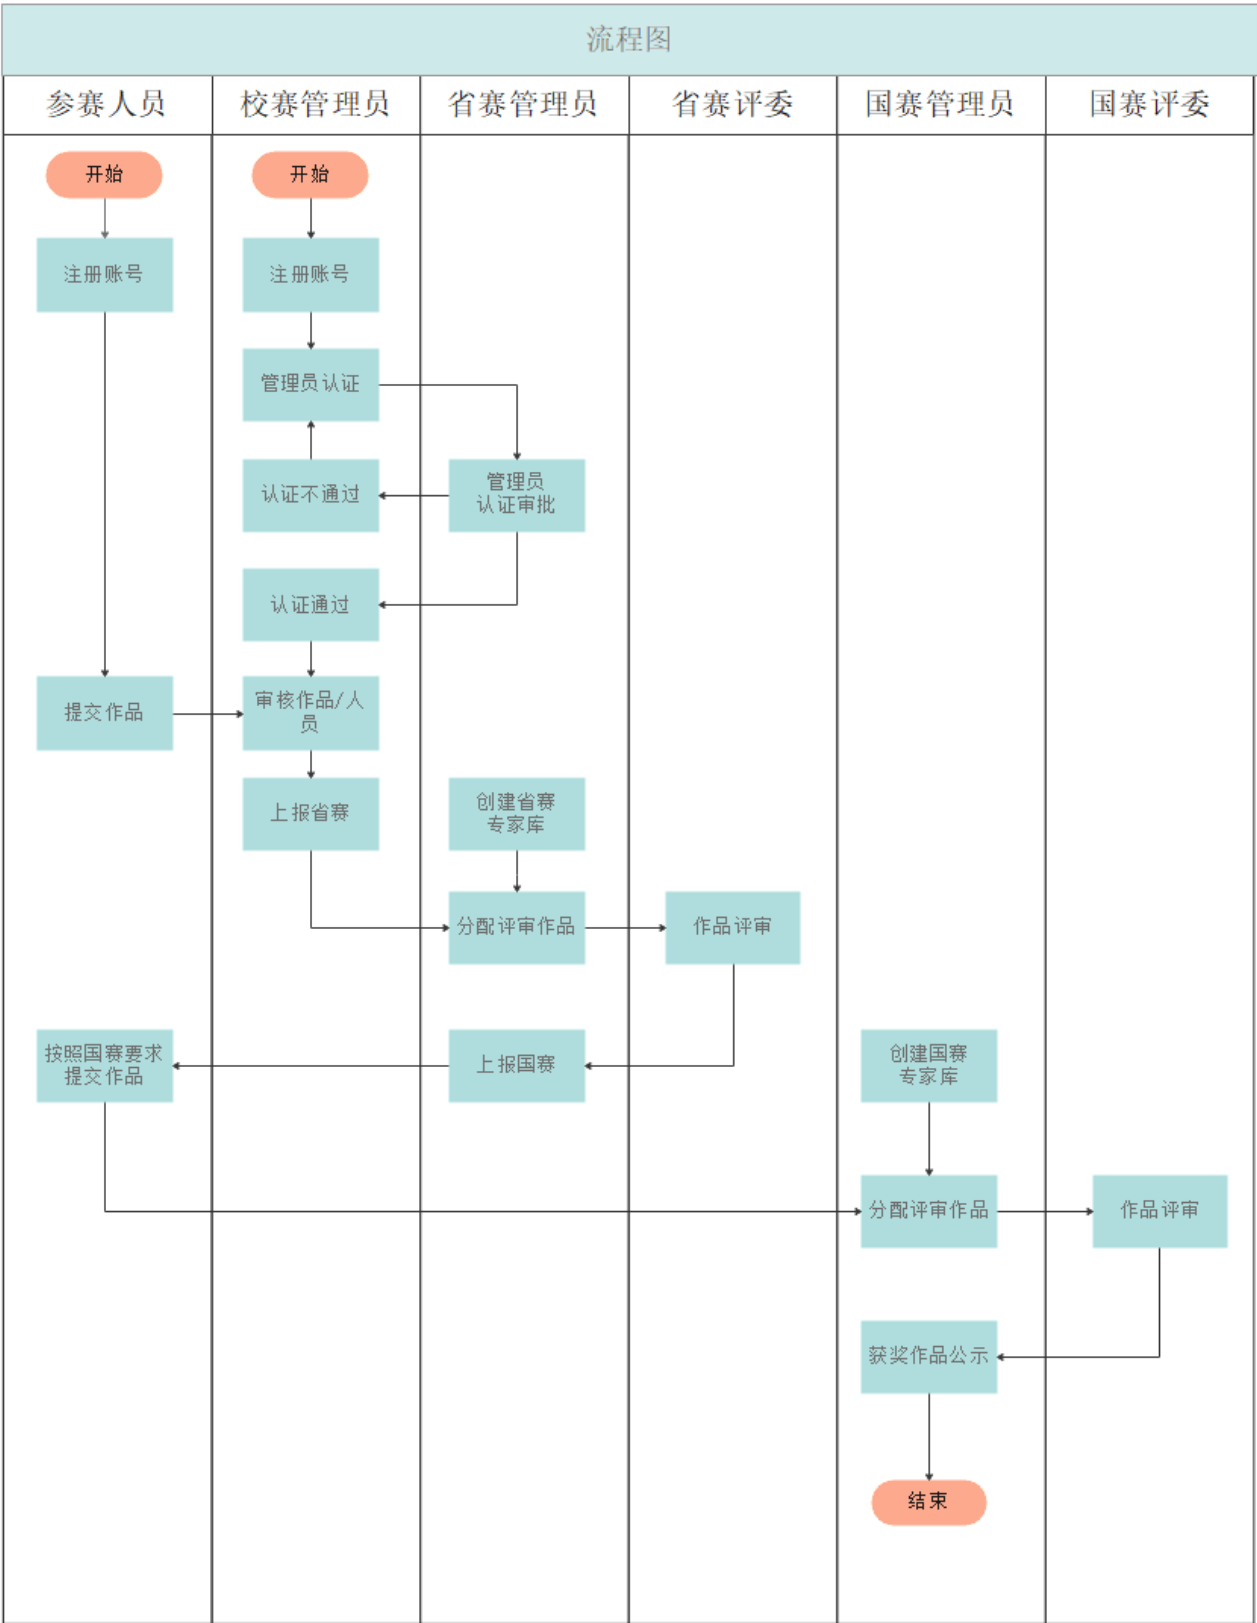 流程图
参赛人员
校赛管理员
省赛管理员
省赛评委
国赛管理员
国赛评委
开始
开始
注册账号
注册账号
管理员认证
认证不通过
管理员
认证审批
认证通过
提交作品
审核作品/人
员
上报省赛
创建省赛
专家库
分配评审作品
作品评审
按照国赛要求
提交作品
上报国赛
创建国赛
专家库
分配评审作品
作品评审
获奖作品公示
结束